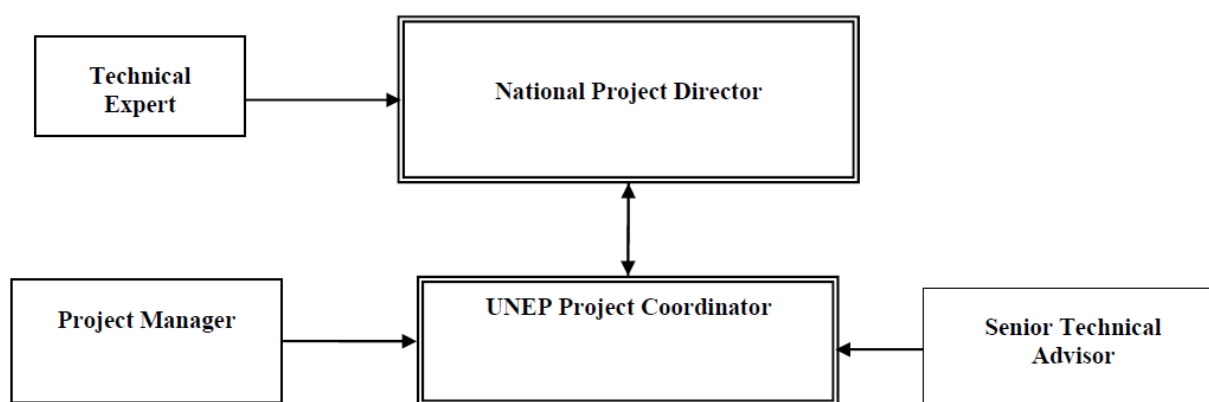 Technical
Expert
National Project Director
Project Manager
UNEP Project Coordinator
Senior Technical
Advisor